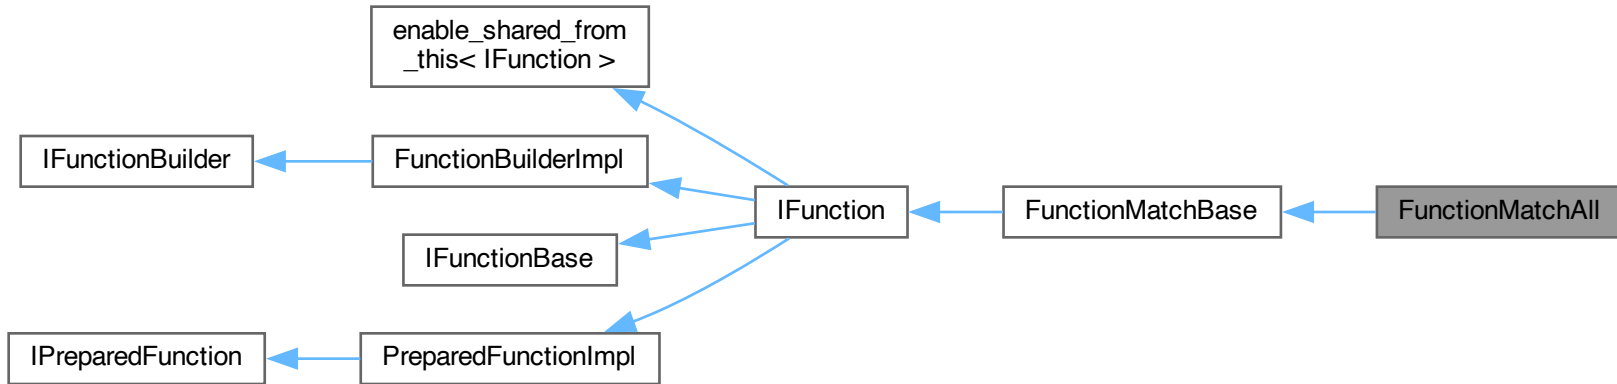 enable_shared_from
_this< IFunction >
IFunctionBuilder
FunctionBuilderImpl
IFunction
FunctionMatchBase
FunctionMatchAll
IFunctionBase
IPreparedFunction
PreparedFunctionImpl